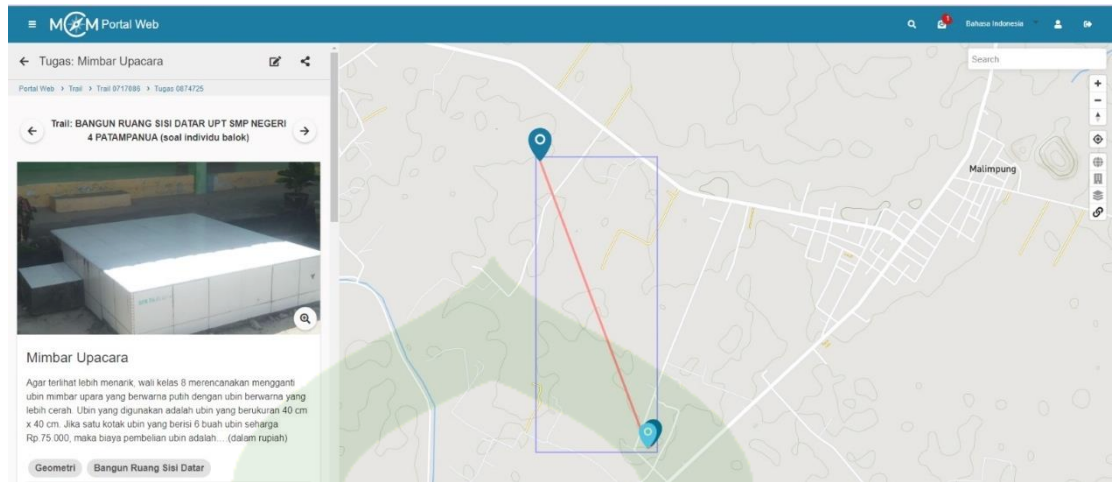 MCM Portal Web
1
Bahasa Indonesia
Tugas: Mimbar Upacara
Portal Web > Trail > Trail 0717886 > Tugas 0874725
Trail: BANGUN RUANG SISI DATAR UPT SMP NEGERI
4 PATAMPANUA (soal individu balok)
Mimbar Upacara
Agar terlihat lebih menarik, wali kelas 8 merencanakan mengganti
ubin mimbar upara yang berwarna putih dengan ubin berwarna yang
lebih cerah. Ubin yang digunakan adalah ubin yang berukuran 40 cm
x 40 cm. Jika satu kotak ubin yang berisi 6 buah ubin seharga
Rp.75.000, maka biaya pembelian ubin adalah....(dalam rupiah)
Geometri
Bangun Ruang Sisi Datar
Search
+
−
Malimpung